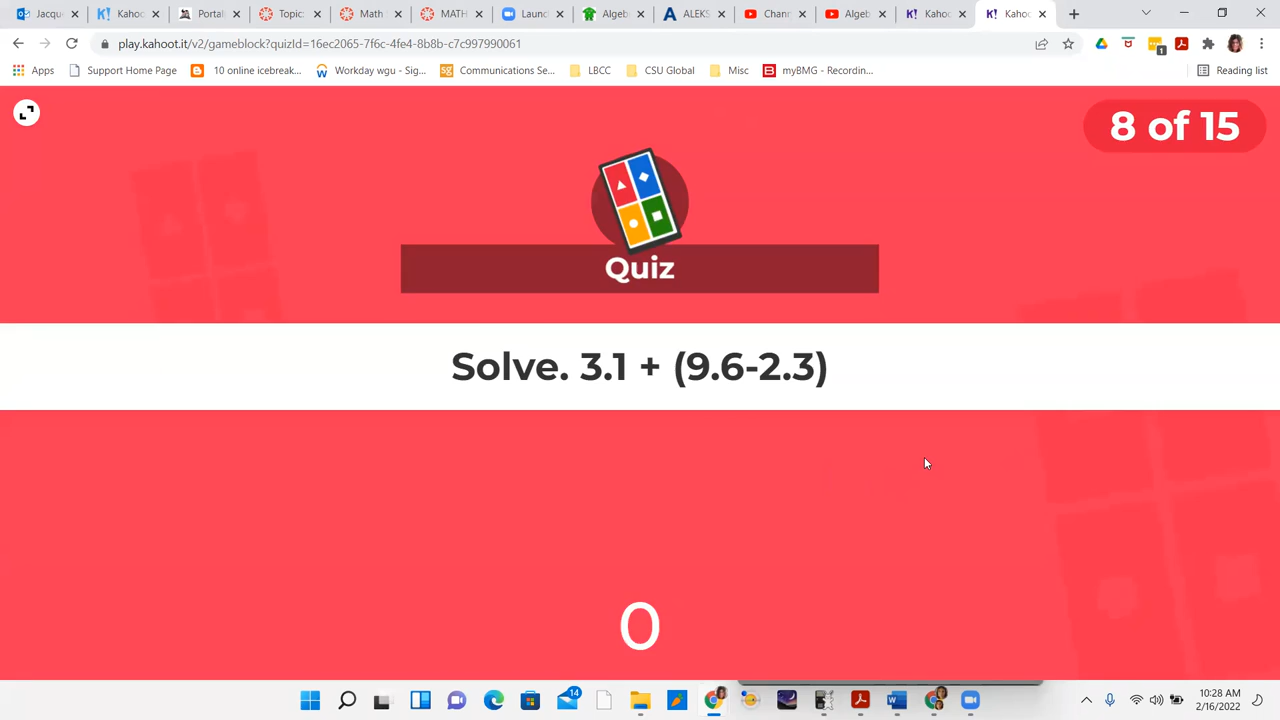 Jacqu Kahoo Portal Topic: Math MATH Launc Algeb ALEKS Chann Algeb Kahoo Kahoo
play.kahoot.it/v2/gameblock?quizId=16ec2065-7f6c-4fe4-8b8b-c7c997990061
Apps Support Home Page 10 online icebreak... Workday wgu - Sig... Communications Se... LBCC CSU Global Misc myBMG - Recordin... Reading list
8 of 15
Quiz
Solve. 3.1 + (9.6-2.3)
0
14
10:28 AM
2/16/2022